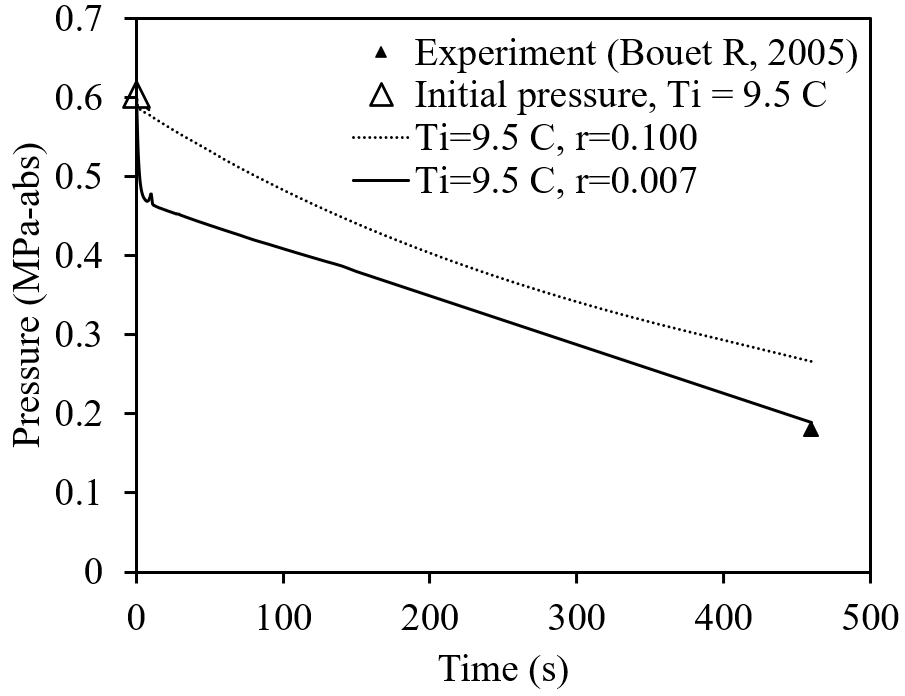 0.7
0.6
0.5
0.4
0.3
0.2
0.1
0
Pressure (MPa-abs)
Experiment (Bouet R, 2005)
Initial pressure, Ti = 9.5 C
Ti=9.5 C, r=0.100
Ti=9.5 C, r=0.007
0 100 200 300 400 500
Time (s)